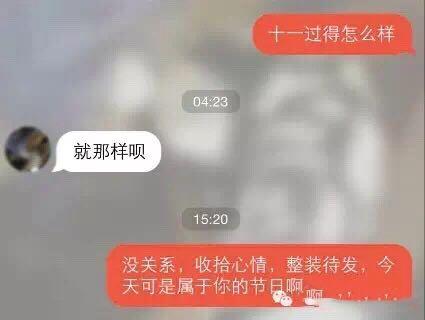 十一过得怎么样
04:23
就那样呗
15:20
没关系，收拾心情，整装待发，今
天可是属于你的节日啊
啊